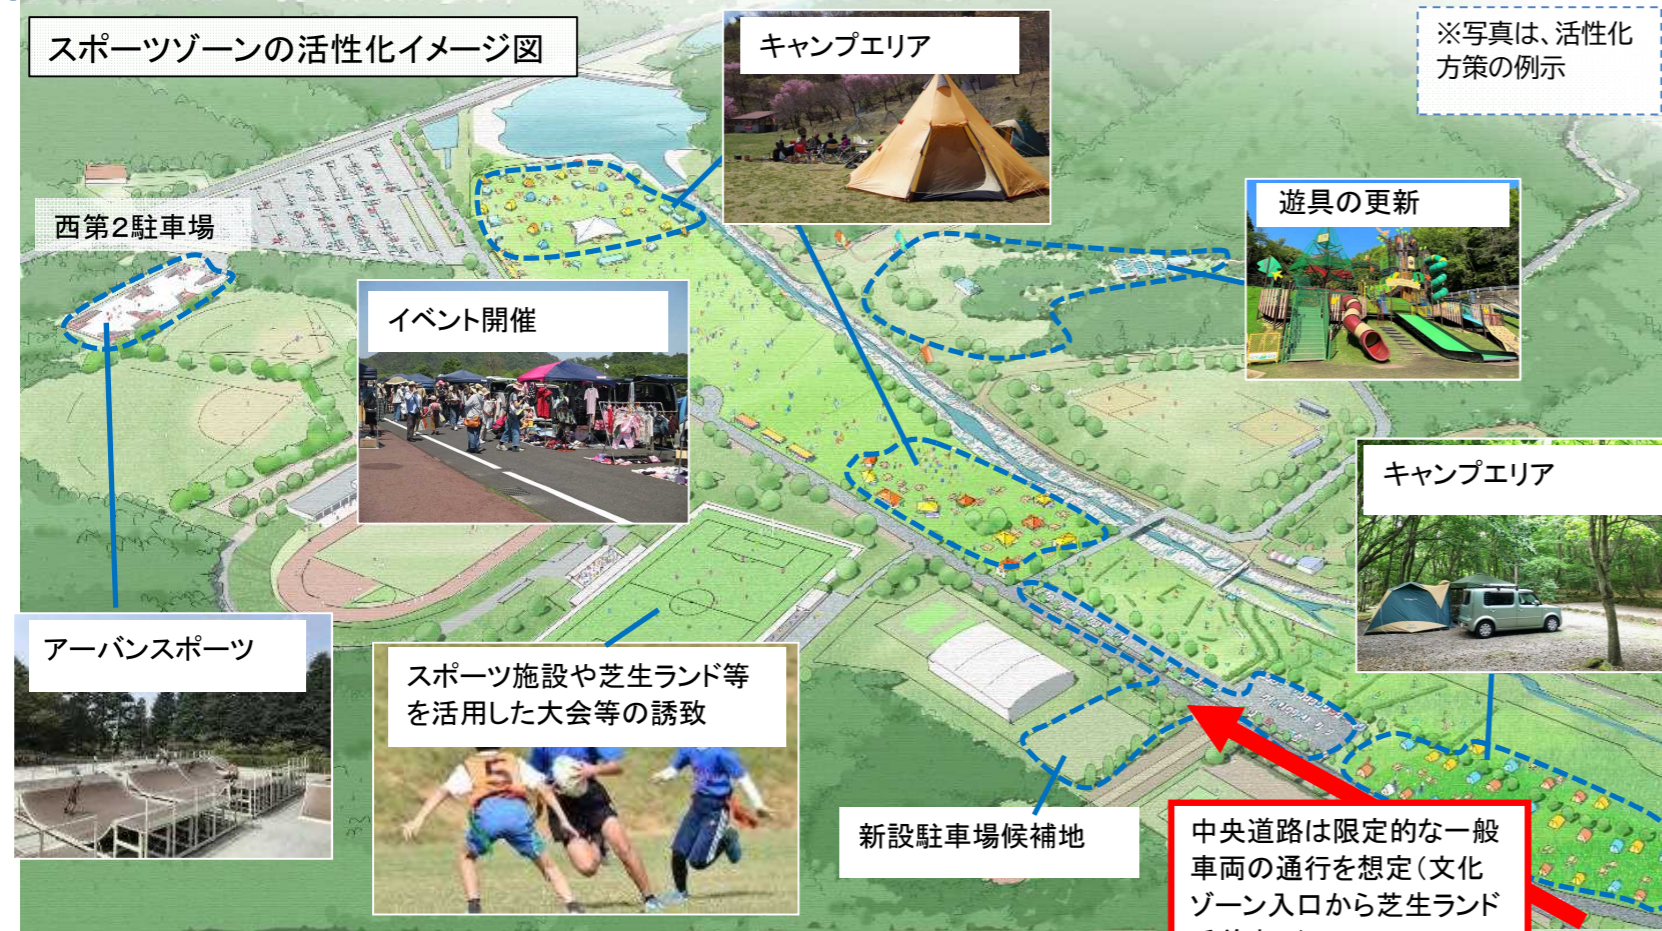 スポーツゾーンの活性化イメージ図
キャンプエリア
※写真は、活性化
方策の例示
西第2駐車場
遊具の更新
イベント開催
キャンプエリア
アーバンスポーツ
スポーツ施設や芝生ランド等
を活用した大会等の誘致
5
新設駐車場候補地
中央道路は限定的な一般
車両の通行を想定(文化
ゾーン入口から芝生ランド